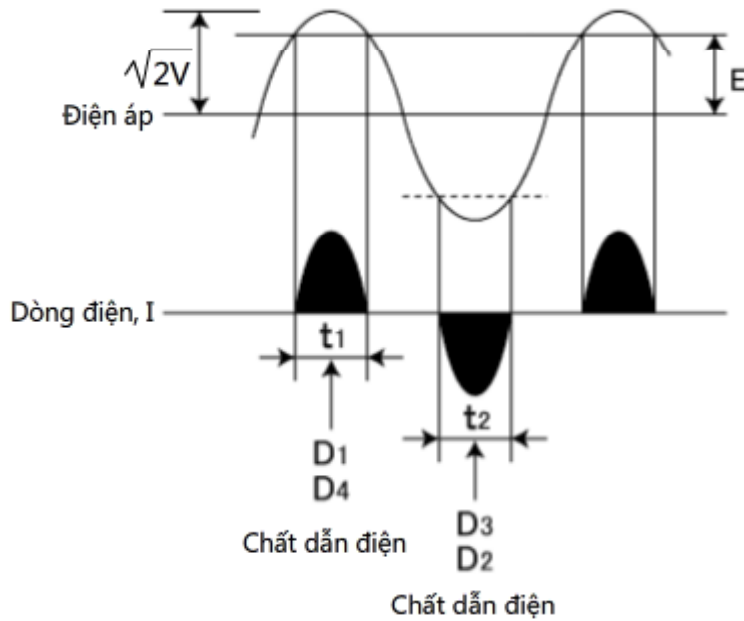 √2V
E
Điện áp
Dòng điện, I
t1
t2
D1
D4
Chất dẫn điện
D3
D2
Chất dẫn điện